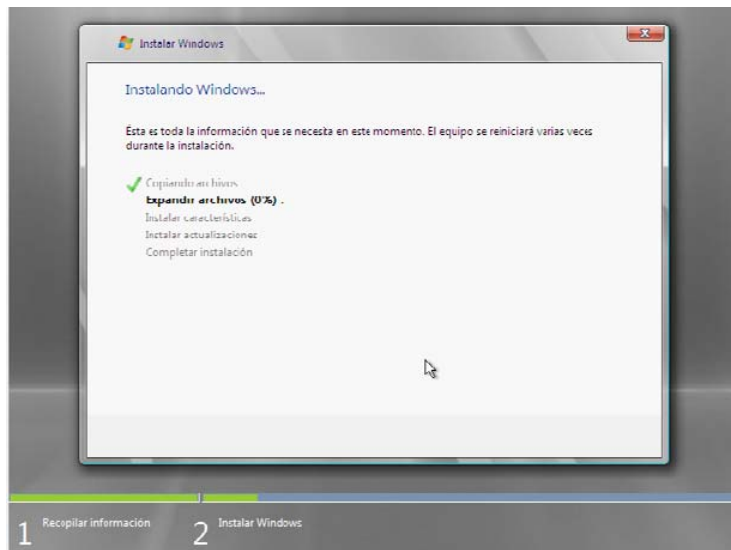 Instalar Windows
Instalando Windows...
Ésta es toda la información que se necesita en este momento. El equipo se reiniciará varias veces
durante la instalación.
Copiando archivos
Expandir archivos (0%) .
Instalar características
Instalar actualizaciones
Completar instalación
1 Recopilar información 2 Instalar Windows